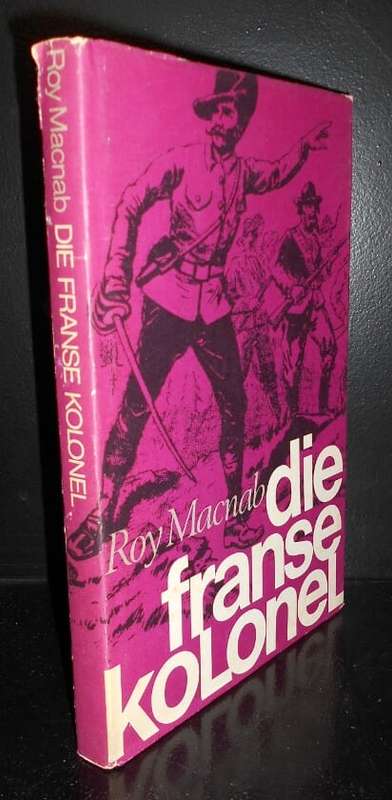 Roy Macnab DIE FRANSE KOLONEL
Roy Macnab
die
franse
koLoneL